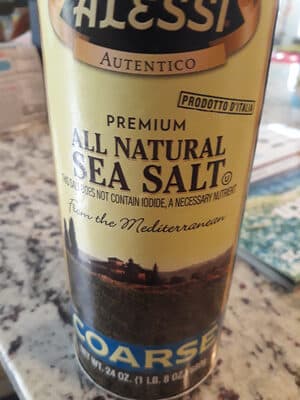 ALESSI
AUTENTICO
PRODOTTO D'ITALIA
PREMIUM
ALL NATURAL
SEA SALT
THIS SALT DOES NOT CONTAIN IODIDE, A NECESSARY NUTRIENT
From the Mediterranean
COARSE
NET WT. 24 OZ. (1 LB. 8 OZ.)